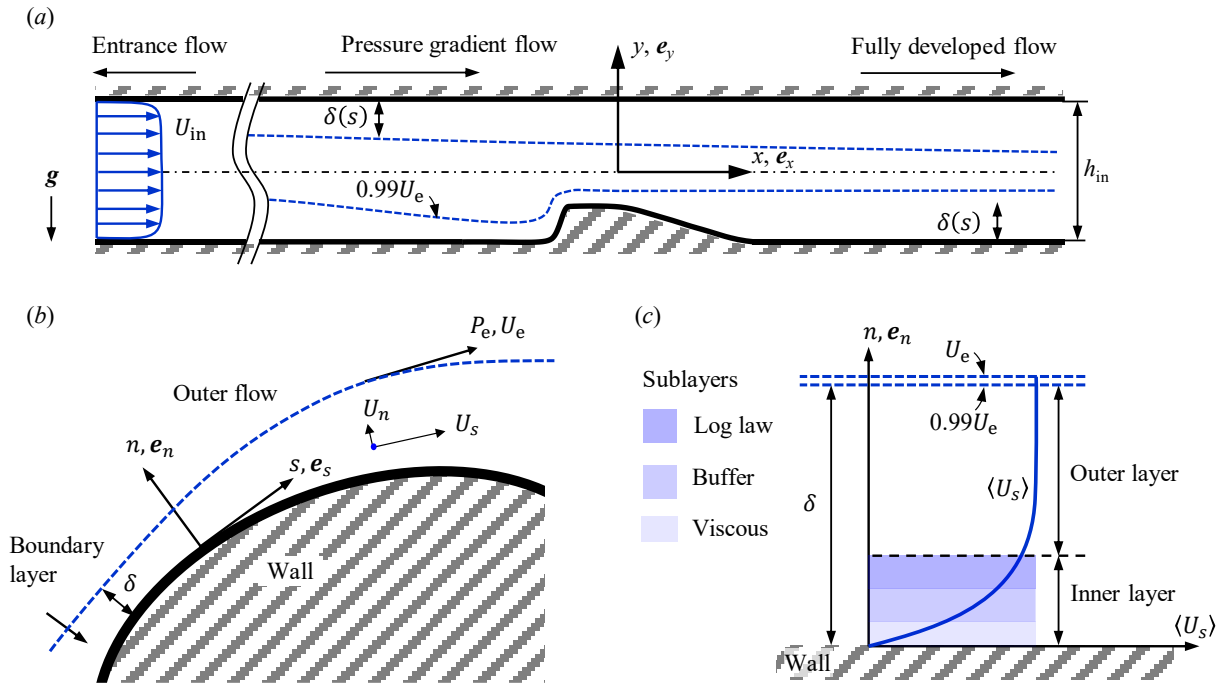 (a)
Entrance flow
Pressure gradient flow
y, e_y
Fully developed flow
U_in
δ(s)
x, e_x
h_in
g
0.99U_e
δ(s)
(b)
P_e, U_e
Outer flow
U_n
U_s
n, e_n
s, e_s
Boundary
layer
δ
Wall
(c)
n, e_n
U_e
Sublayers
0.99U_e
Log law
Buffer
Viscous
δ
⟨U_s⟩
Outer layer
Inner layer
⟨U_s⟩
Wall